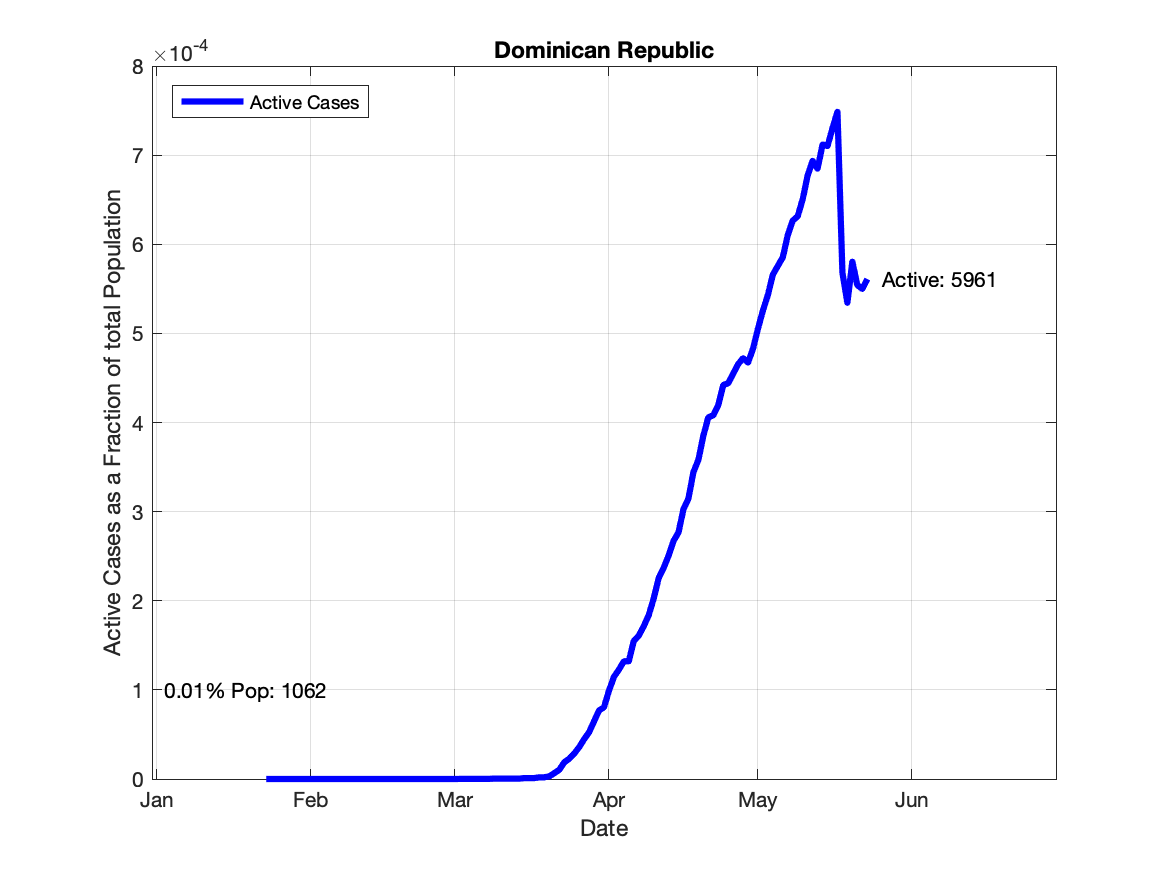 Dominican Republic
×10-4
8
7
6
5
4
3
2
1
0
Active Cases as a Fraction of total Population
Active Cases
Active: 5961
0.01% Pop: 1062
Jan Feb Mar Apr May Jun
Date